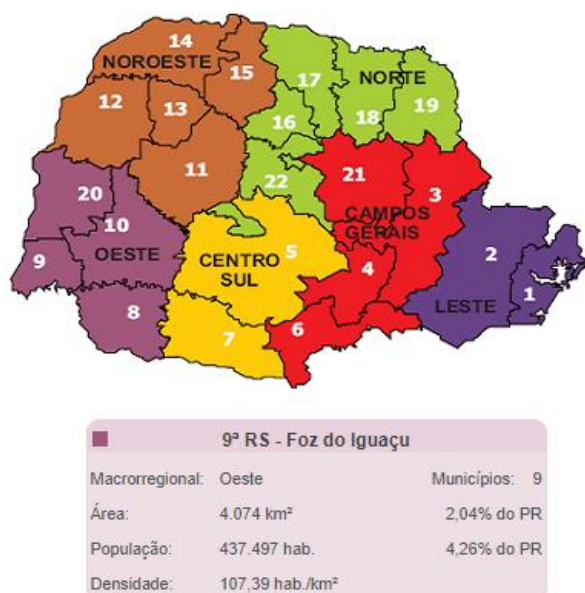 14
NOROESTE
15
17
NORTE
12
13
16
18
19
11
21
3
20
22
CAMPOS
GERAIS
10
2
9
OESTE
5
CENTRO
SUL
4
1
1
LESTE
8
7
6
9ª RS - Foz do Iguaçu
Macrorregional: Oeste Municípios: 9
Área: 4.074 km² 2,04% do PR
População: 437.497 hab. 4,26% do PR
Densidade: 107,39 hab./km²